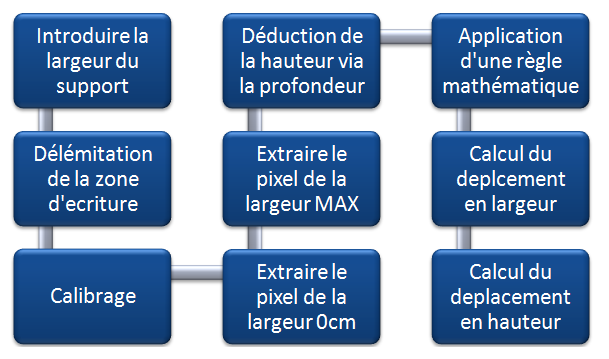 Introduire la
largeur du
support
Délémitation
de la zone
d'ecriture
Calibrage
Extraire le
pixel de la
largeur 0cm
Extraire le
pixel de la
largeur MAX
Déduction de
la hauteur via
la profondeur
Application
d'une règle
mathématique
Calcul du
deplcement
en largeur
Calcul du
deplacement
en hauteur